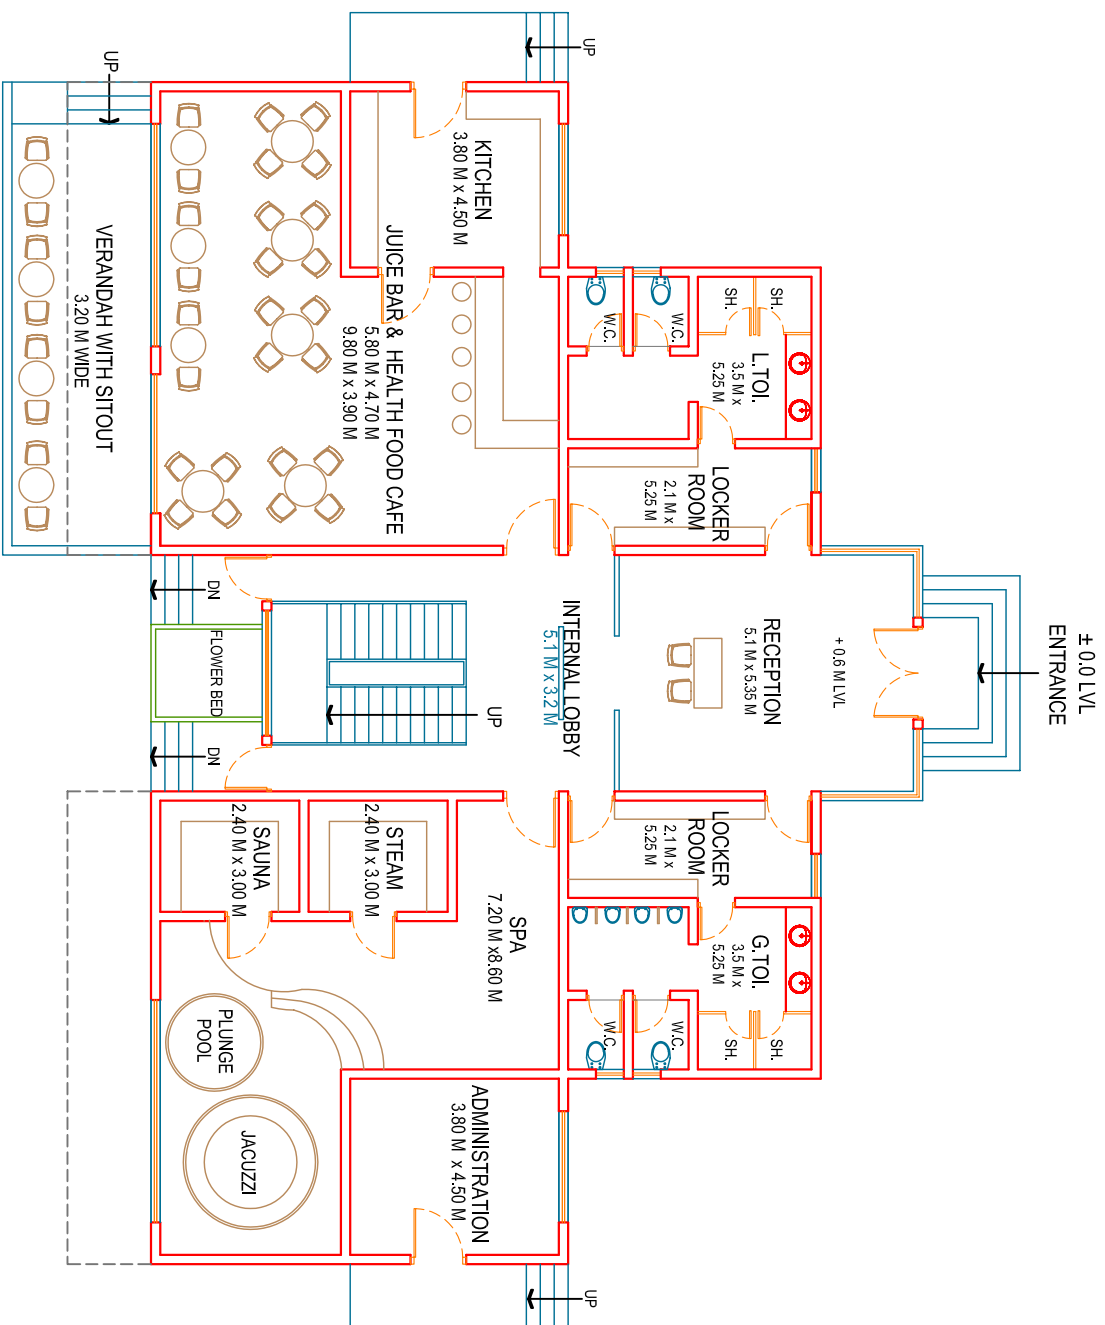 ± 0.0 LVL
ENTRANCE
+ 0.6 M LVL
RECEPTION
5.1 M x 5.35 M
INTERNAL LOBBY
5.1 M x 3.2 M
UP
DN
FLOWER BED
DN
UP
KITCHEN
3.80 M x 4.50 M
SH.
SH.
W.C.
W.C.
L.TOI.
3.5 M x
5.25 M
LOCKER
ROOM
2.1 M x
5.25 M
JUICE BAR & HEALTH FOOD CAFE
5.80 M x 4.70 M
9.80 M x 3.90 M
UP
VERANDAH WITH SITOUT
3.20 M WIDE
LOCKER
ROOM
2.1 M x
5.25 M
G.TOI.
3.5 M x
5.25 M
SH.
SH.
W.C.
W.C.
SPA
7.20 M x8.60 M
STEAM
2.40 M x 3.00 M
SAUNA
2.40 M x 3.00 M
PLUNGE
POOL
JACUZZI
ADMINISTRATION
3.80 M x 4.50 M
UP